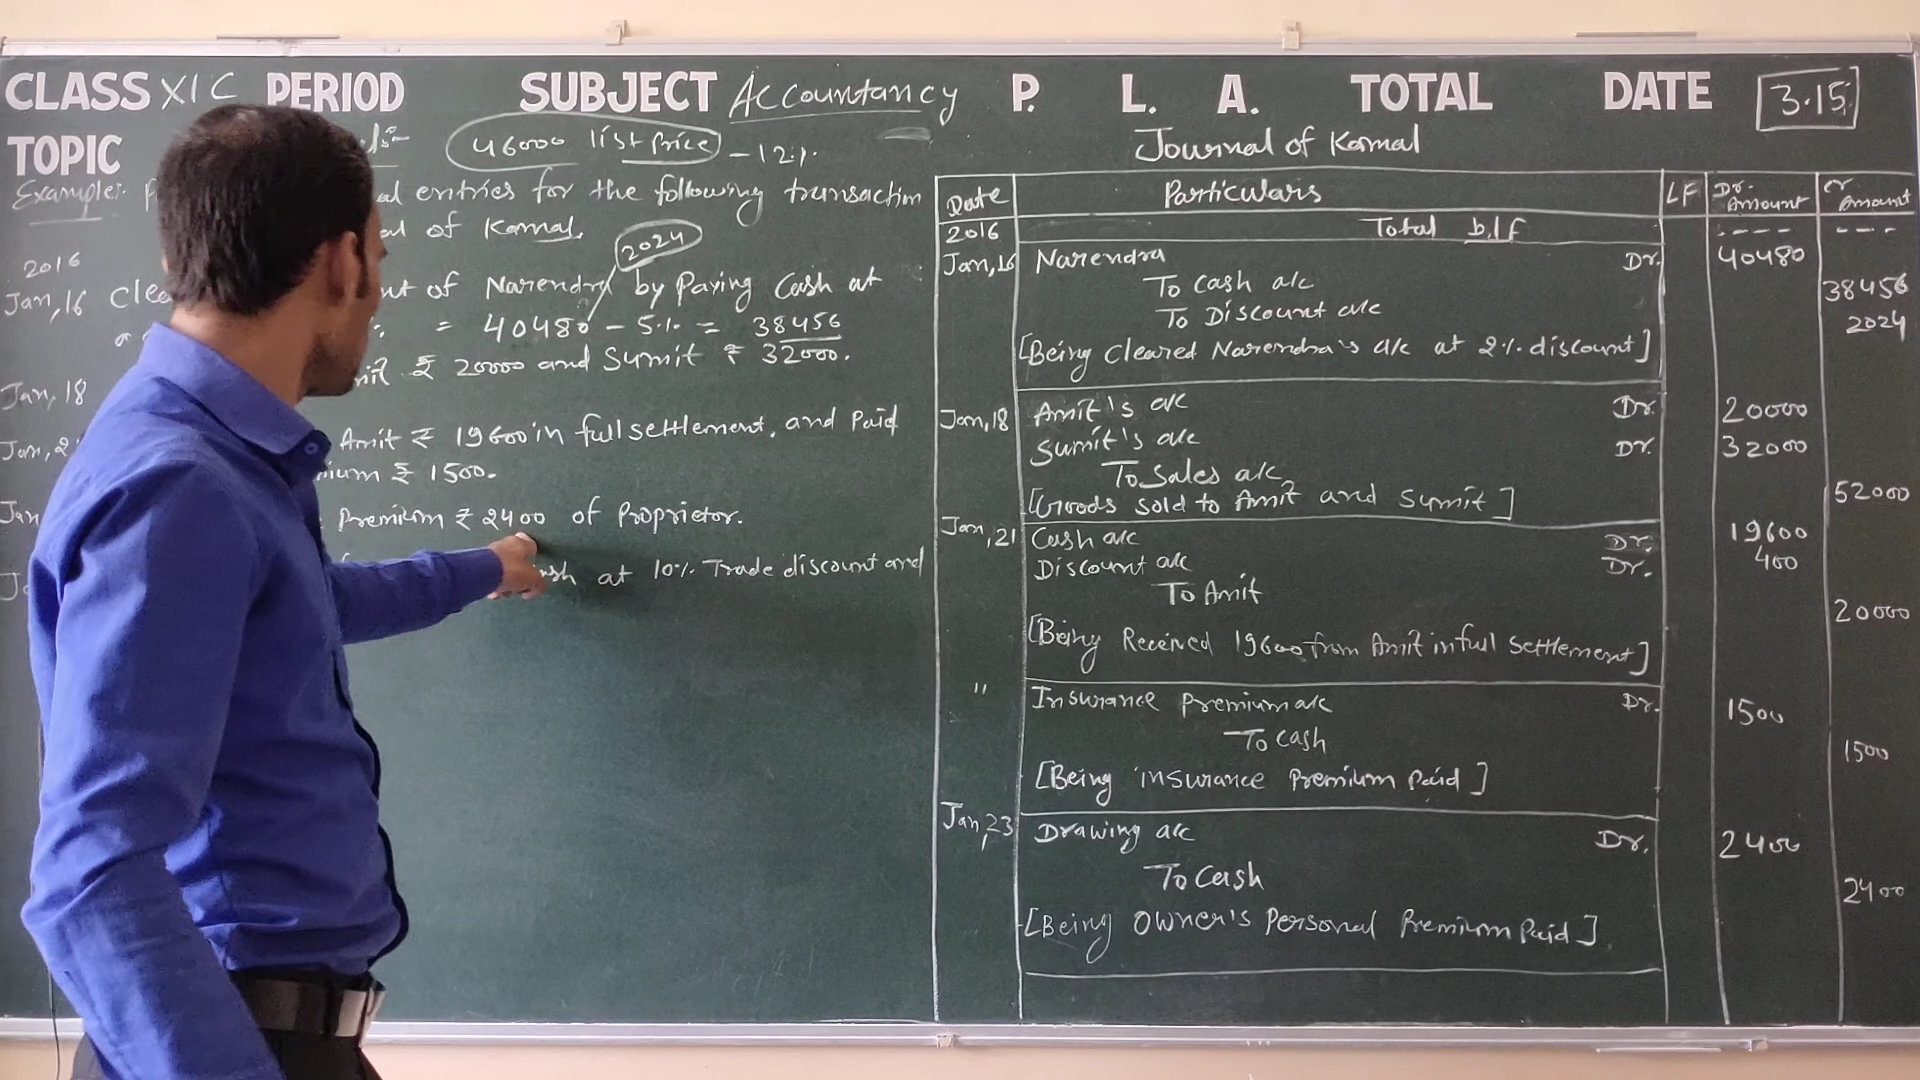 CLASS XI C PERIOD SUBJECT Accountancy P. L. A. TOTAL DATE 3.15
TOPIC
46000 list price - 12%
Example: entries for the following transaction
of Kamal.
2024
2016
Jan, 16 of Narendra by Paying Cash at
= 40480 - 5% = 38456
Jan, 18 ₹ 20000 and Sumit ₹ 32000.
Amit ₹ 19600 in full settlement. and Paid
₹ 1500.
Premium ₹ 2400 of Proprietor.
at 10% Trade discount and
Journal of Kamal
Date Particulars LF Dr. Amount Cr Amount
2016 Total b/f ---- ----
Jan, 16 Narendra Dr. 40480
To Cash a/c 38456
To Discount a/c 2024
[Being Cleared Narendra's a/c at 2% discount]
Jan, 18 Amit's a/c Dr. 20000
Sumit's a/c Dr. 32000
To Sales a/c 52000
[Goods sold to Amit and Sumit]
Jan, 21 Cash a/c Dr. 19600
Discount a/c Dr. 400
To Amit 20000
[Being Received 19600 from Amit in full Settlement]
" Insurance Premium a/c Dr. 1500
To Cash 1500
[Being insurance Premium Paid]
Jan, 23 Drawing a/c Dr. 2400
To Cash 2400
[Being Owner's Personal Premium Paid]